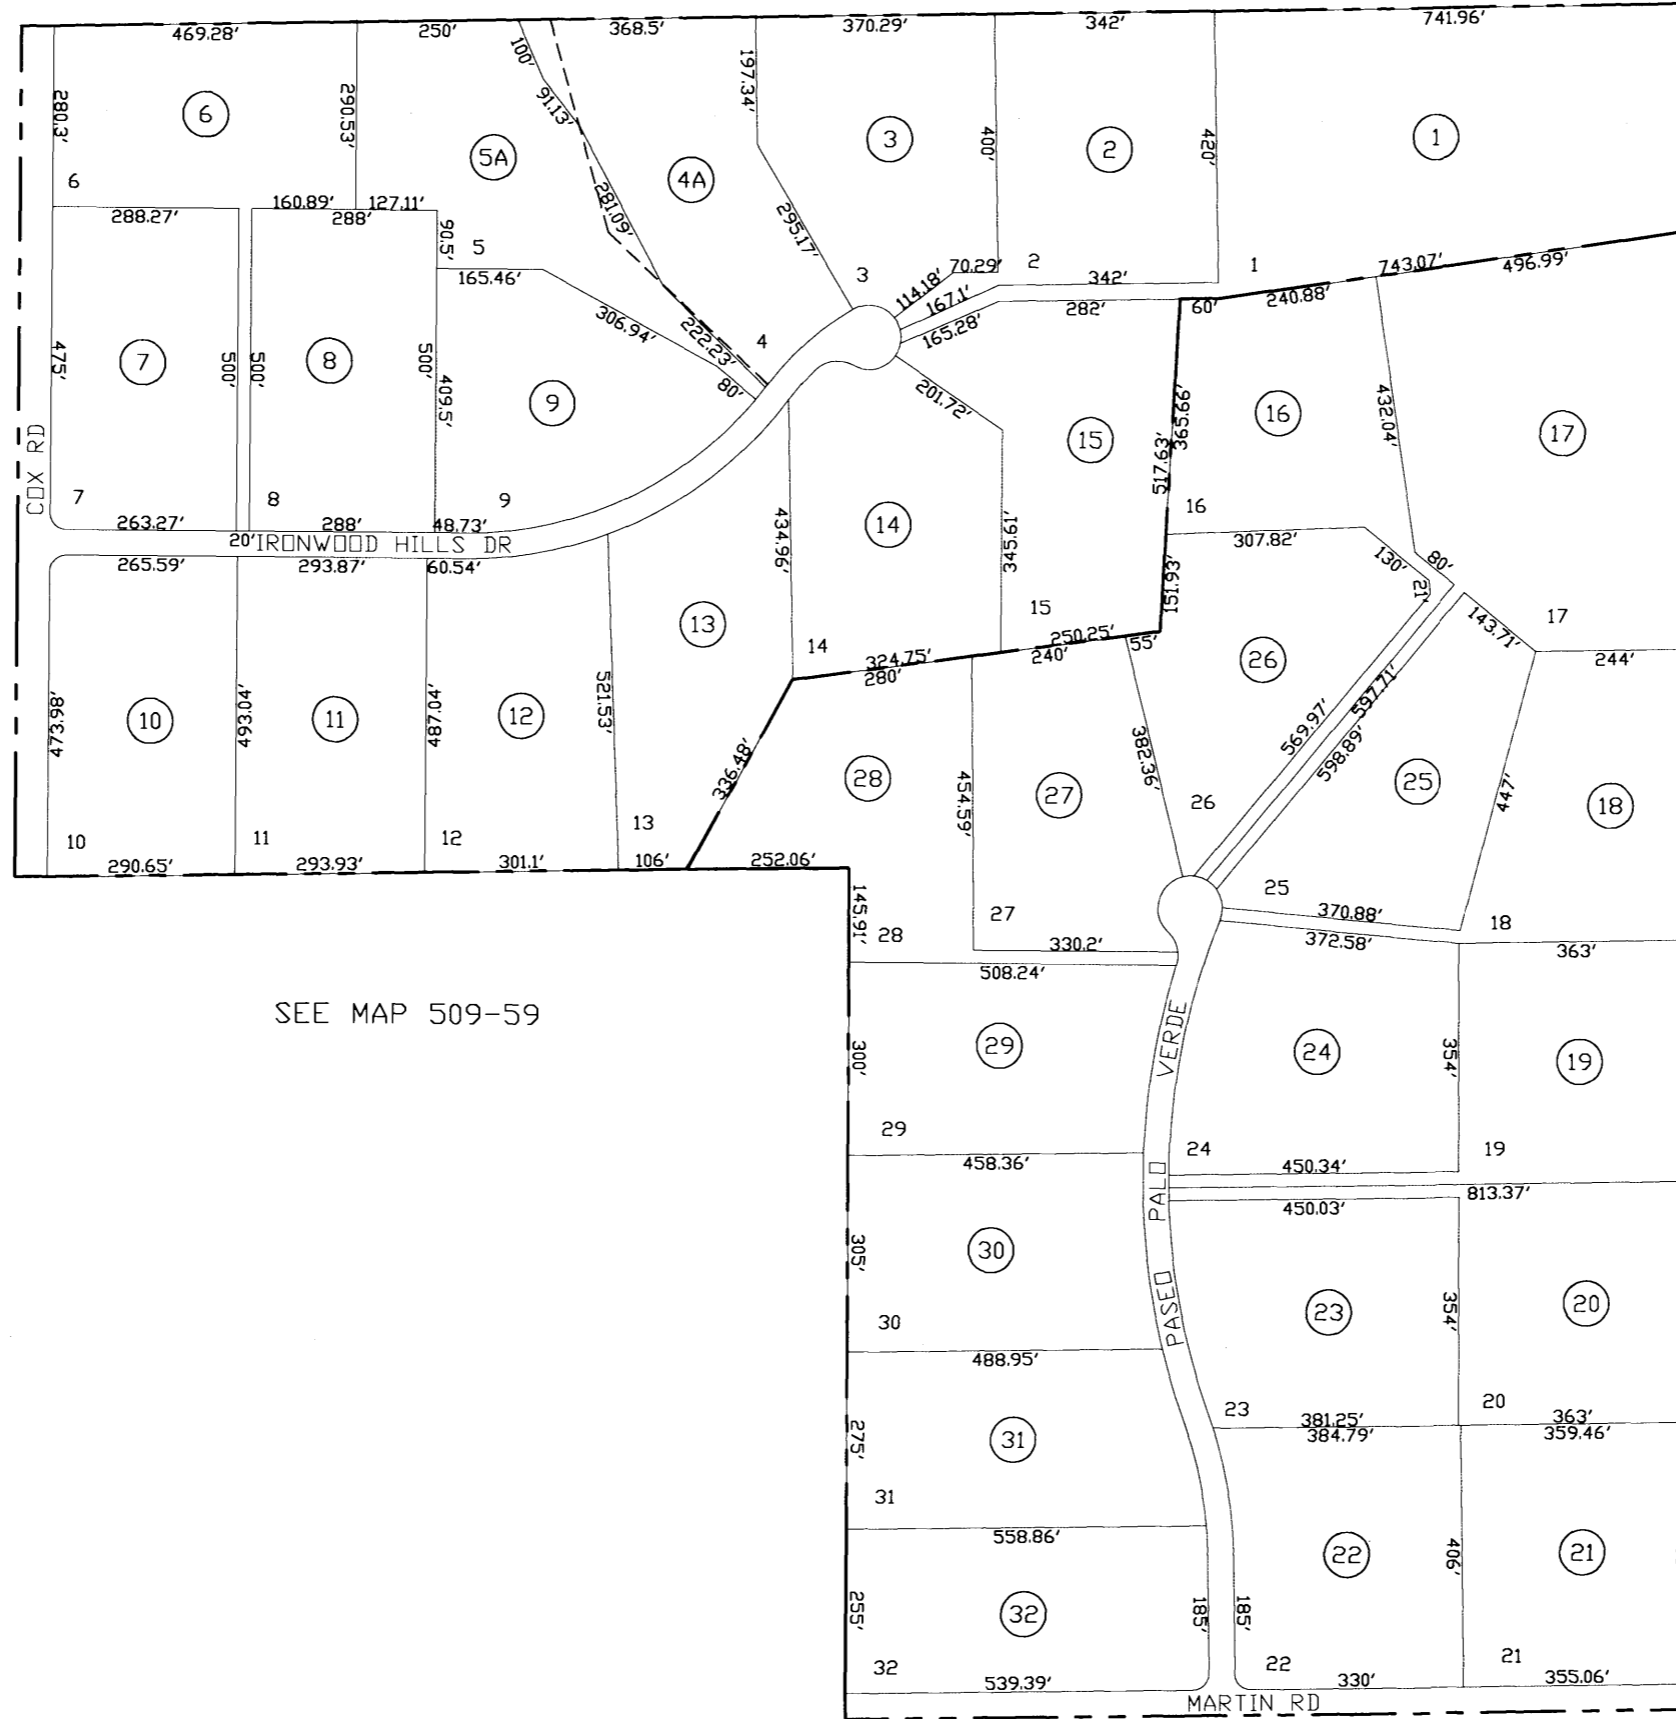 469.28′ 250′ 368.5′ 370.29′ 342′ 741.96′
280.3′ 290.53′ 100′ 91.13′ 197.34′ 400′ 420′
6 5A 4A 3 2 1
281.09′ 295.17′
6
288.27′ 160.89′ 127.11′
288′
90.5′ 5
165.46′ 3 114.18′ 70.29′ 2 342′ 1 743.07′ 496.99′
306.94′ 222.23′ 4 167.1′ 165.28′ 282′ 60′ 240.88′
475′ 7 500′ 500′ 8 500′ 409.5′ 9 80′
201.72′ 15 517.63′ 365.66′ 16 432.04′ 17
COX RD
7 8 9 16
263.27′ 288′ 48.73′
20′ IRONWOOD HILLS DR
265.59′ 293.87′ 60.54′
434.96′ 14 345.61′ 307.82′ 130′ 80′ 21′
151.93′
13 14 15 17
143.71′
324.75′ 250.25′ 55′ 26 244′
280′ 240′
473.98′ 10 493.04′ 11 487.04′ 12 521.53′ 336.48′
28 454.59′ 27 382.36′ 26 569.97′ 597.71′ 598.89′ 25 447′ 18
10 11 12 13
290.65′ 293.93′ 301.1′ 106′ 252.06′
145.91′ 28 27 25 18
370.88′
330.2′ 372.58′ 363′
508.24′
SEE MAP 509-59
300′ 29 24 354′ 19
PASEO PALO VERDE
29 24 19
458.36′ 450.34′
813.37′
450.03′
305′ 30 23 354′ 20
30
488.95′ 23 20
381.25′ 363′
384.79′ 359.46′
275′ 31
31
558.86′ 22 406′ 21
255′ 32 185′ 185′
32 22 21
539.39′ 330′ 355.06′
MARTIN RD